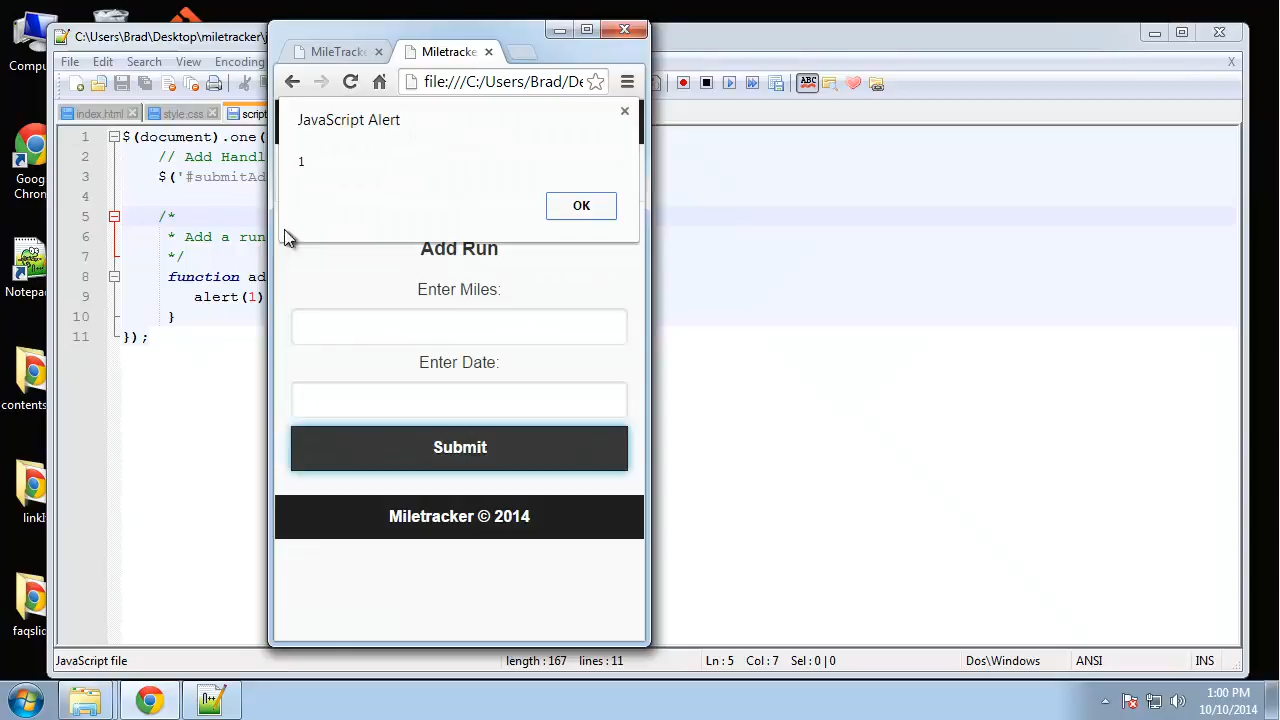 C:\Users\Brad\Desktop\miletracker\
File Edit Search View Encoding
X
index.html
style.css
script
1 $(document).one(
2 // Add Handl
3 $('#submitAd
4
5 /*
6 * Add a run
7 */
8 function ad
9 alert(1)
10 }
11 });
MileTrack
Miletracke
file:///C:/Users/Brad/De
JavaScript Alert
1
OK
Add Run
Enter Miles:
Enter Date:
Submit
Miletracker © 2014
JavaScript file
length : 167 lines : 11
Ln : 5 Col : 7 Sel : 0 | 0
Dos\Windows
ANSI
INS
ABC
Compu
Goog
Chron
Notepa
contents
linkl
faqslic
1:00 PM
10/10/2014